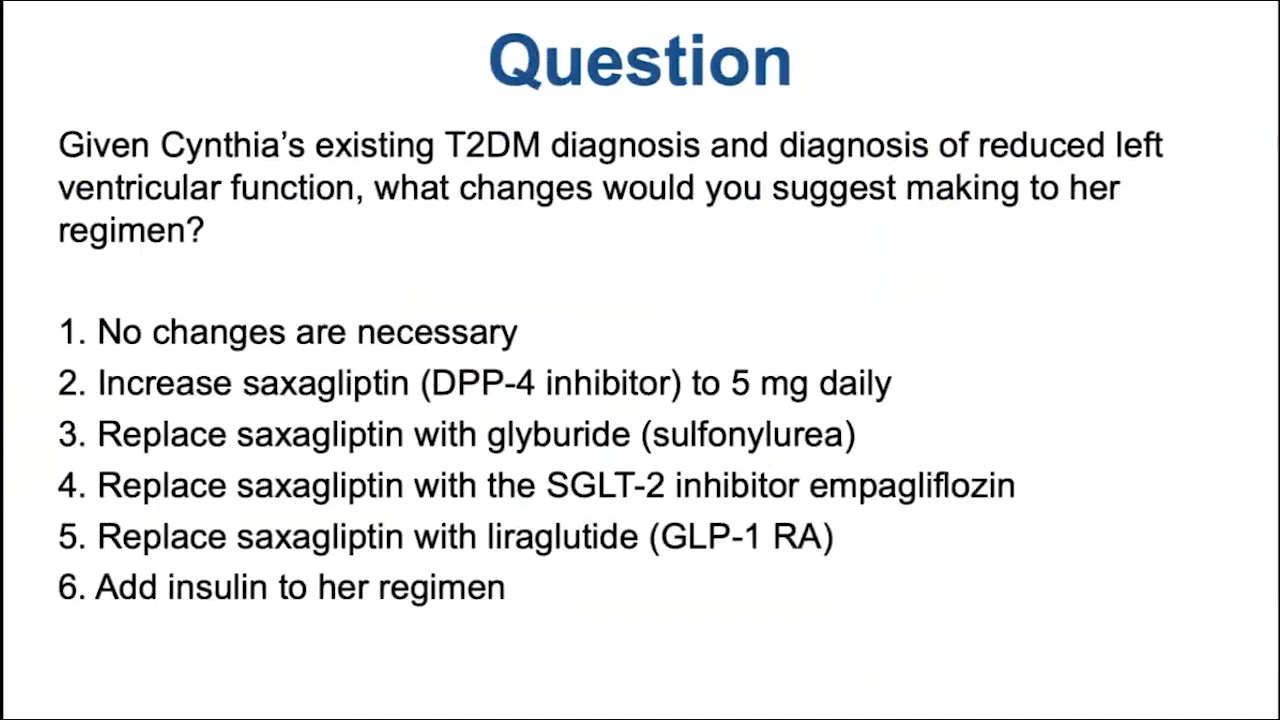 Question
Given Cynthia’s existing T2DM diagnosis and diagnosis of reduced left
ventricular function, what changes would you suggest making to her
regimen?
1. No changes are necessary
2. Increase saxagliptin (DPP-4 inhibitor) to 5 mg daily
3. Replace saxagliptin with glyburide (sulfonylurea)
4. Replace saxagliptin with the SGLT-2 inhibitor empagliflozin
5. Replace saxagliptin with liraglutide (GLP-1 RA)
6. Add insulin to her regimen